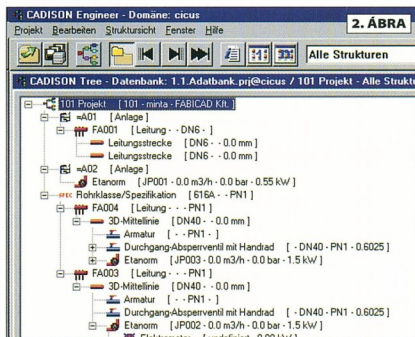 CADISON Engineer - Domäne: cicus
2. ÁBRA
Projekt Bearbeiten Struktursicht Fenster Hilfe
Alle Strukturen
CADISON Tree - Datenbank: 1.1.Adatbank.prj@cicus / 101 Projekt - Alle Struktu
101 Projekt [ 101 - minta - FABICAD Kft. ]
=A01 [ Anlage ]
FA001 [ Leitung - - DN6 - ]
Leitungsstrecke [ DN6 - - 0.0 mm ]
Leitungsstrecke [ DN6 - - 0.0 mm ]
=A02 [ Anlage ]
Etanorm [ JP001 - 0.0 m3/h - 0.0 bar - 0.55 kW ]
SPEC Rohrklasse/Spezifikation [ 616A - - PN1 ]
FA004 [ Leitung - - - PN1 ]
3D-Mittellinie [ DN40 - - 0.0 mm ]
Armatur [ - - PN1 ]
Durchgang-Absperrventil mit Handrad [ - DN40 - PN1 - 0.6025 ]
Etanorm [ JP003 - 0.0 m3/h - 0.0 bar - 1.5 kW ]
FA003 [ Leitung - - - PN1 ]
3D-Mittellinie [ DN40 - - 0.0 mm ]
Armatur [ - - PN1 ]
Durchgang-Absperrventil mit Handrad [ - DN40 - PN1 - 0.6025 ]
Etanorm [ JP002 - 0.0 m3/h - 0.0 bar - 1.5 kW ]